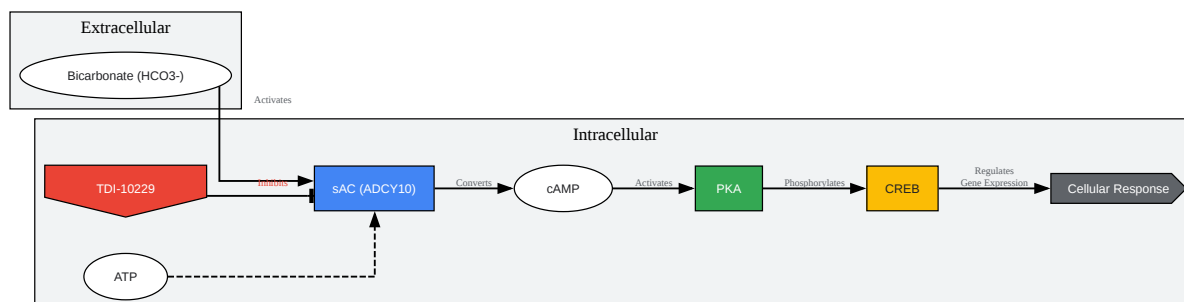 Extracellular
Bicarbonate (HCO3-)
Activates
Intracellular
TDI-10229
Inhibits
sAC (ADCY10)
Converts
cAMP
Activates
PKA
Phosphorylates
CREB
Regulates
Gene Expression
Cellular Response
ATP